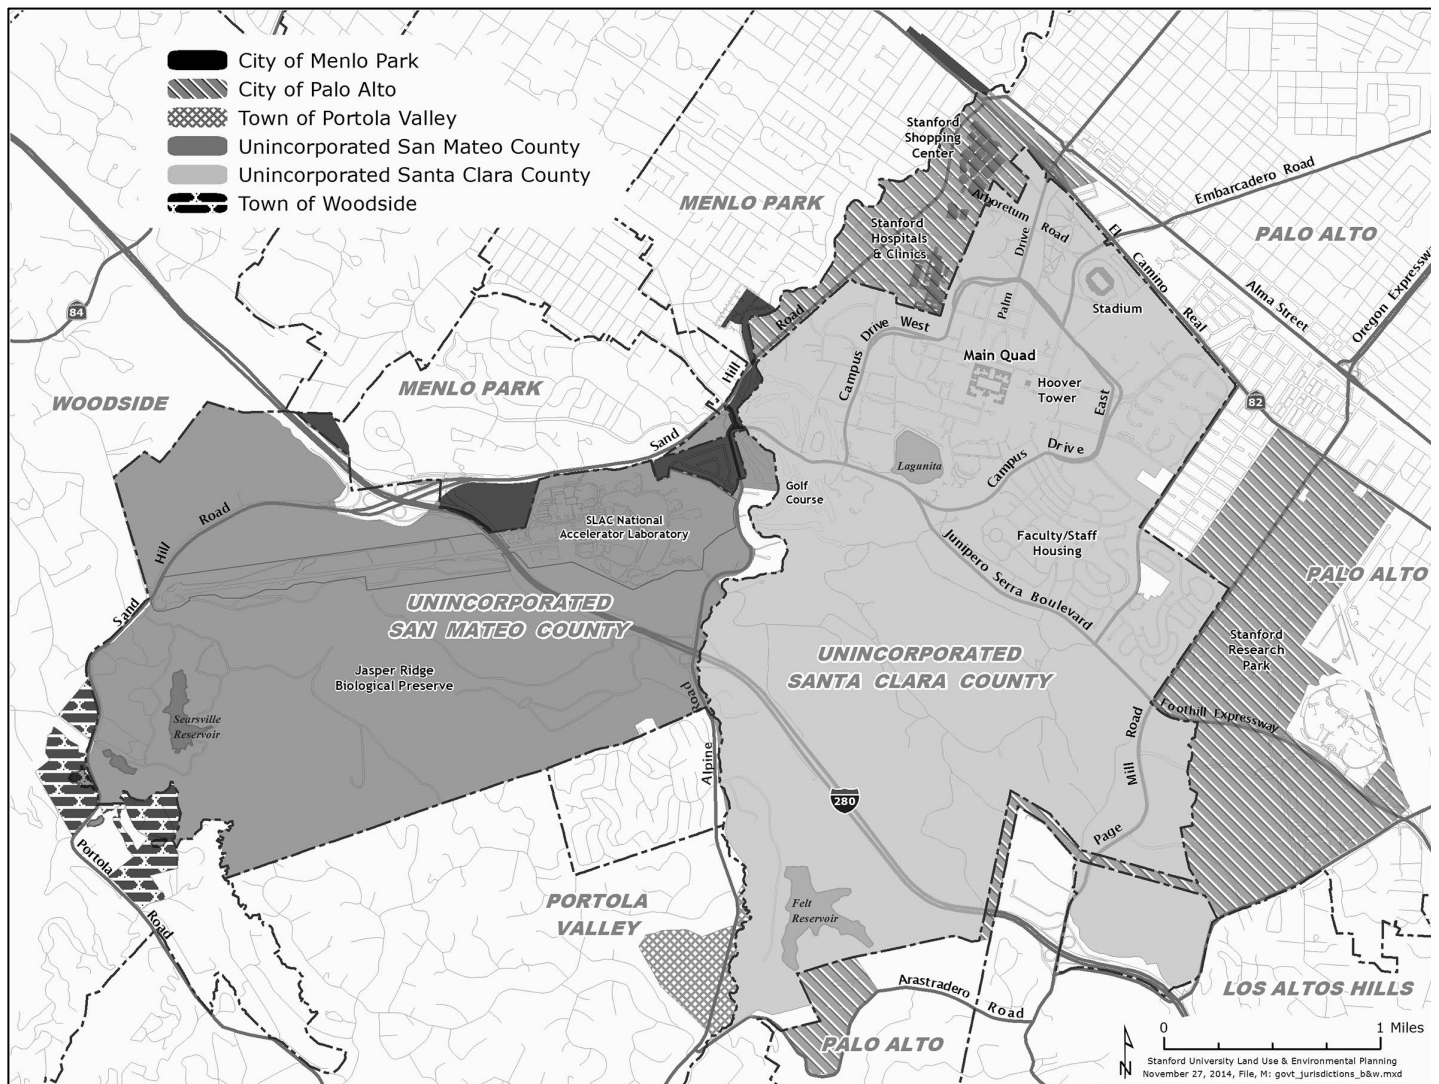 City of Menlo Park
City of Palo Alto
Town of Portola Valley
Unincorporated San Mateo County
Unincorporated Santa Clara County
Town of Woodside
Stanford
Shopping
Center
MENLO PARK
Embarcadero Road
Arboretum Road
PALO ALTO
Stanford
Hospitals
& Clinics
El Camino Real
Alma Street
Oregon Expressway
84
Palm Drive
Stadium
Sand Hill Road
Campus Drive West
Main Quad
Hoover
Tower
MENLO PARK
WOODSIDE
82
Campus Drive East
Lagunita
Golf
Course
SLAC National
Accelerator Laboratory
Faculty/Staff
Housing
Junipero Serra Boulevard
Sand Hill Road
PALO ALTO
UNINCORPORATED
SAN MATEO COUNTY
Stanford
Research
Park
UNINCORPORATED
SANTA CLARA COUNTY
Jasper Ridge
Biological Preserve
Searsville
Reservoir
Foothill Expressway
Alpine Road
Page Mill Road
280
Portola Road
PORTOLA
VALLEY
Felt
Reservoir
Arastradero Road
LOS ALTOS HILLS
PALO ALTO
0 1 Miles
N
Stanford University Land Use & Environmental Planning
November 27, 2014, File, M: govt_jurisdictions_b&w.mxd